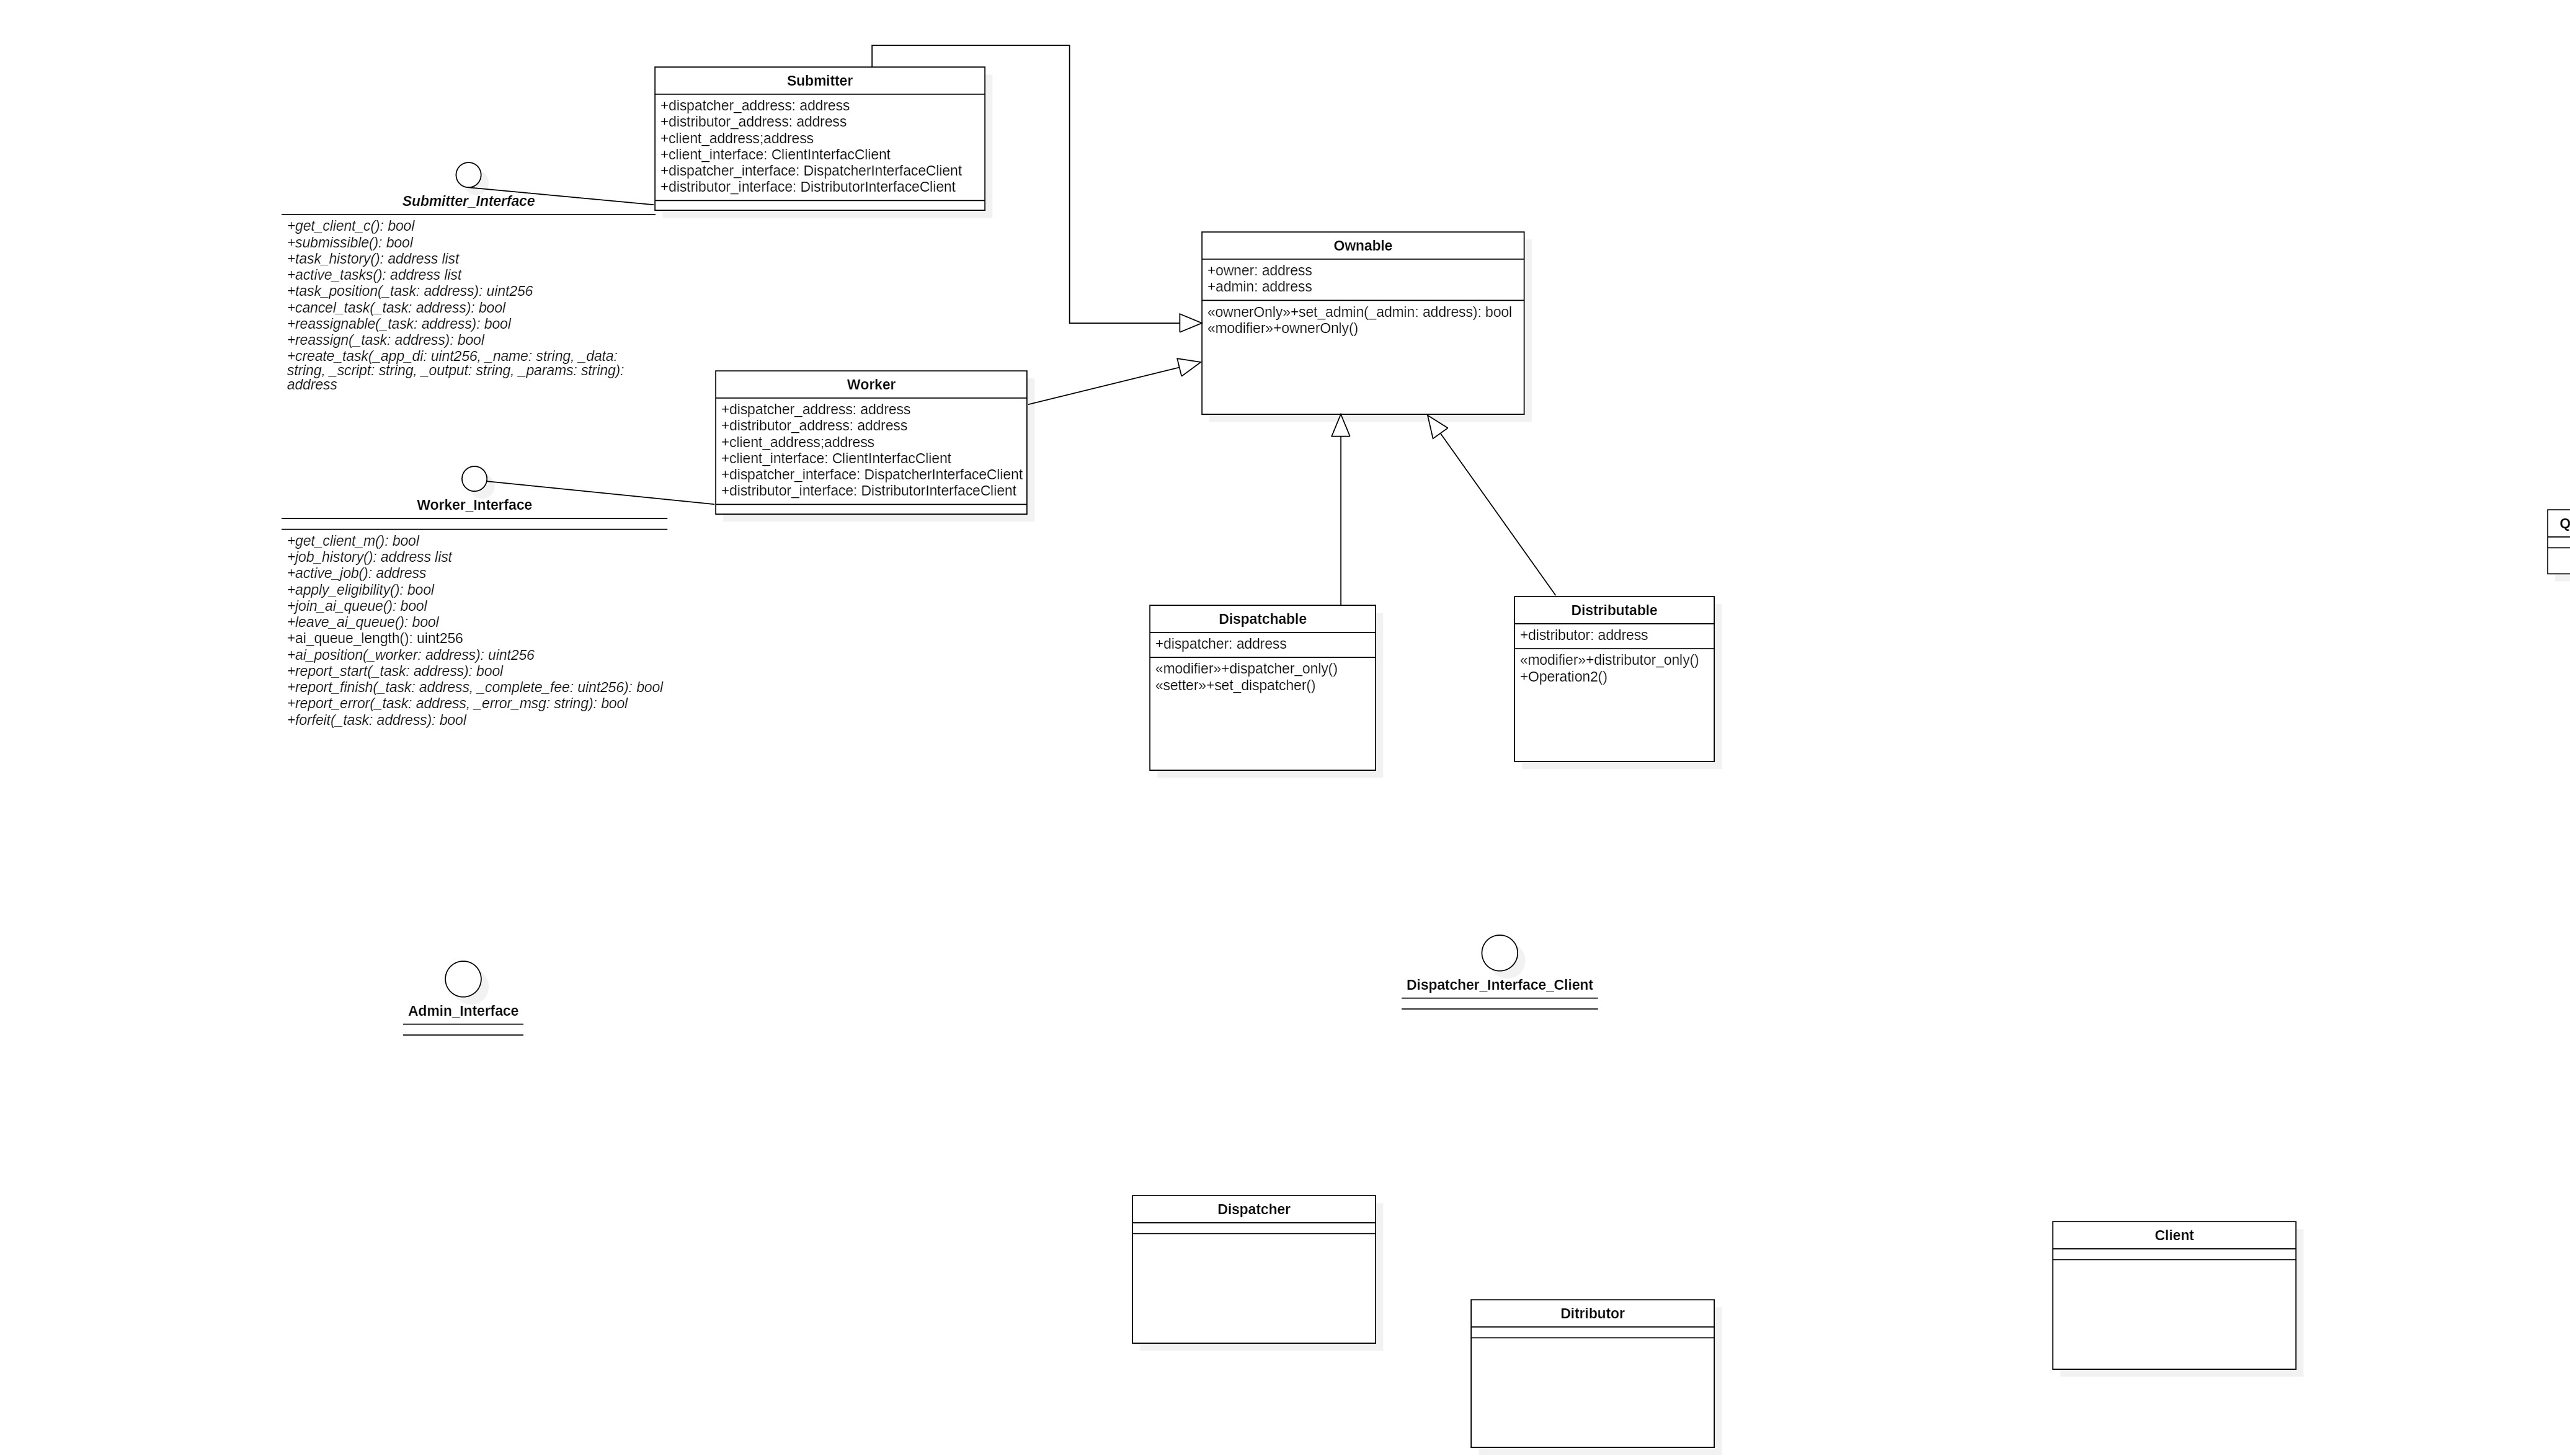 Submitter
+dispatcher_address: address
+distributor_address: address
+client_address;address
+client_interface: ClientInterfacClient
+dispatcher_interface: DispatcherInterfaceClient
+distributor_interface: DistributorInterfaceClient
Submitter_Interface
+get_client_c(): bool
+submissible(): bool
+task_history(): address list
+active_tasks(): address list
+task_position(_task: address): uint256
+cancel_task(_task: address): bool
+reassignable(_task: address): bool
+reassign(_task: address): bool
+create_task(_app_di: uint256, _name: string, _data:
string, _script: string, _output: string, _params: string):
address
Ownable
+owner: address
+admin: address
«ownerOnly»+set_admin(_admin: address): bool
«modifier»+ownerOnly()
Worker
+dispatcher_address: address
+distributor_address: address
+client_address;address
+client_interface: ClientInterfacClient
+dispatcher_interface: DispatcherInterfaceClient
+distributor_interface: DistributorInterfaceClient
Worker_Interface
+get_client_m(): bool
+job_history(): address list
+active_job(): address
+apply_eligibility(): bool
+join_ai_queue(): bool
+leave_ai_queue(): bool
+ai_queue_length(): uint256
+ai_position(_worker: address): uint256
+report_start(_task: address): bool
+report_finish(_task: address, _complete_fee: uint256): bool
+report_error(_task: address, _error_msg: string): bool
+forfeit(_task: address): bool
Dispatchable
+dispatcher: address
«modifier»+dispatcher_only()
«setter»+set_dispatcher()
Distributable
+distributor: address
«modifier»+distributor_only()
+Operation2()
Admin_Interface
Dispatcher_Interface_Client
Dispatcher
Ditributor
Client